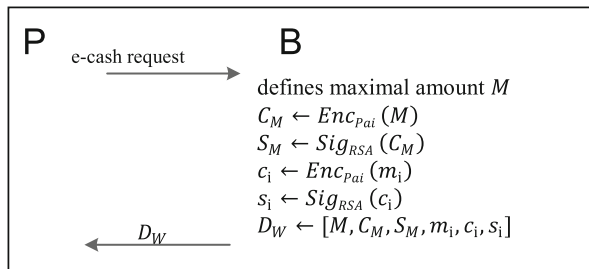 P B
e-cash request
defines maximal amount M
C_M ← Enc_Pai (M)
S_M ← Sig_RSA (C_M)
c_i ← Enc_Pai (m_i)
s_i ← Sig_RSA (c_i)
D_W ← [M, C_M, S_M, m_i, c_i, s_i]
D_W